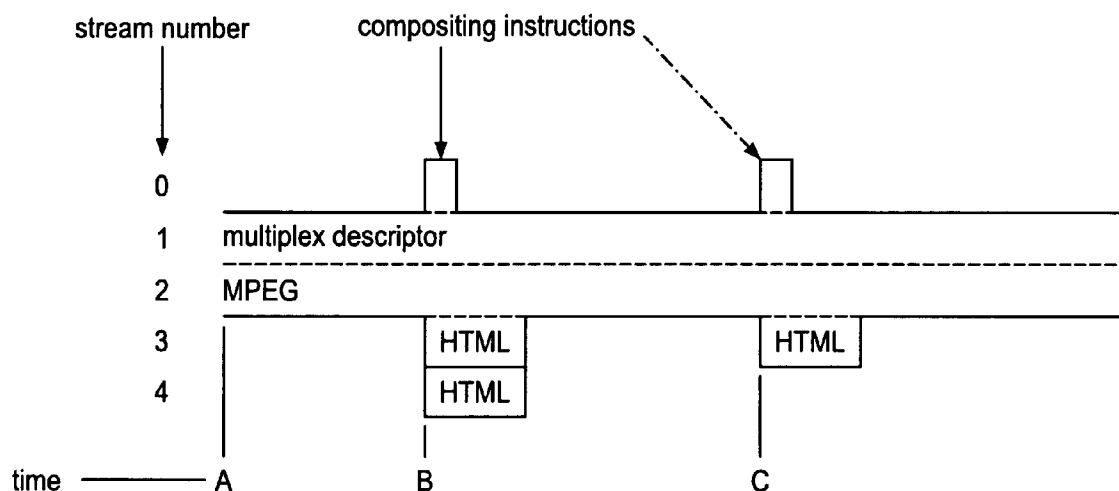 stream number
compositing instructions
0
1
multiplex descriptor
2
MPEG
3
HTML
HTML
4
HTML
time
A
B
C